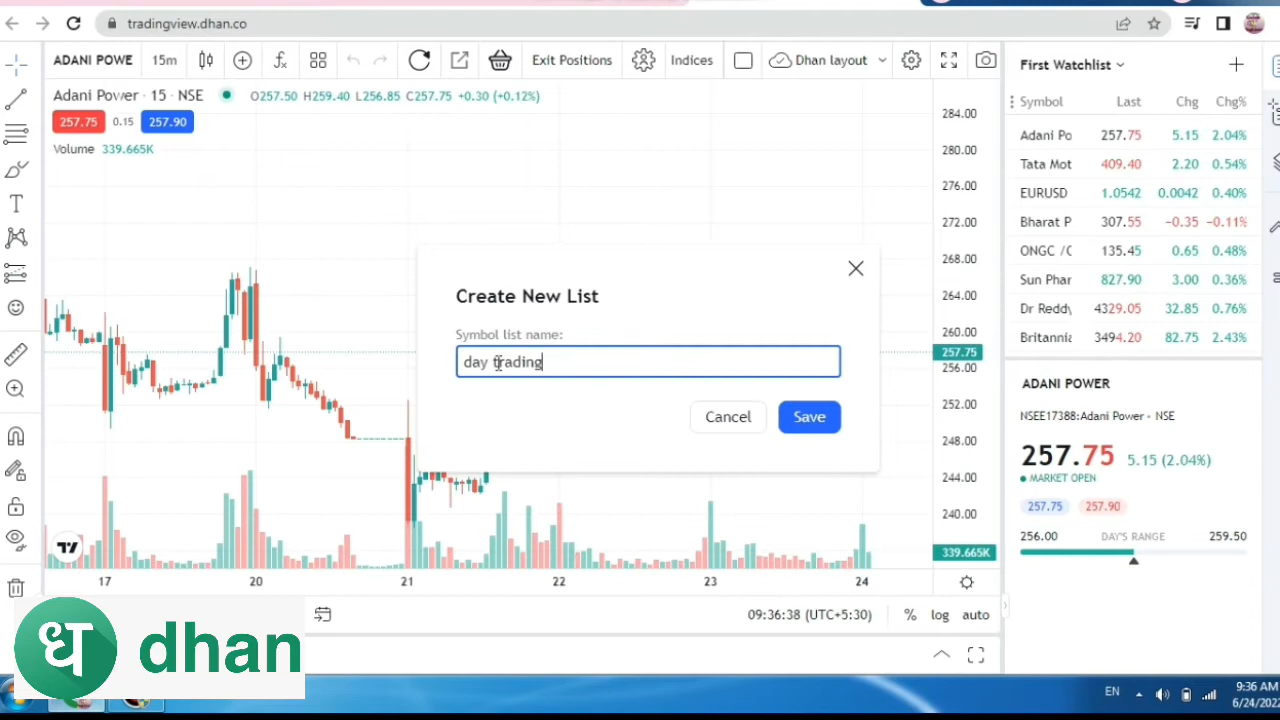 tradingview.dhan.co
ADANI POWE 15m Exit Positions Indices Dhan layout
Adani Power · 15 · NSE O257.50 H259.40 L256.85 C257.75 +0.30 (+0.12%)
257.75 0.15 257.90
Volume 339.665K
284.00
280.00
276.00
272.00
268.00
264.00
260.00
257.75
256.00
252.00
248.00
244.00
240.00
339.665K
Create New List
Symbol list name:
day trading
Cancel Save
17 20 21 22 23 24
09:36:38 (UTC+5:30) % log auto
First Watchlist
Symbol Last Chg Chg%
Adani Po 257.75 5.15 2.04%
Tata Mot 409.40 2.20 0.54%
EURUSD 1.0542 0.0042 0.40%
Bharat P 307.55 −0.35 −0.11%
ONGC /O 135.45 0.65 0.48%
Sun Phar 827.90 3.00 0.36%
Dr Reddy 4329.05 32.85 0.76%
Britannia 3494.20 82.75 2.43%
ADANI POWER
NSEE17388:Adani Power • NSE
257.75 5.15 (2.04%)
MARKET OPEN
257.75 257.90
256.00 DAY'S RANGE 259.50
ध dhan
EN
9:36 AM
6/24/202